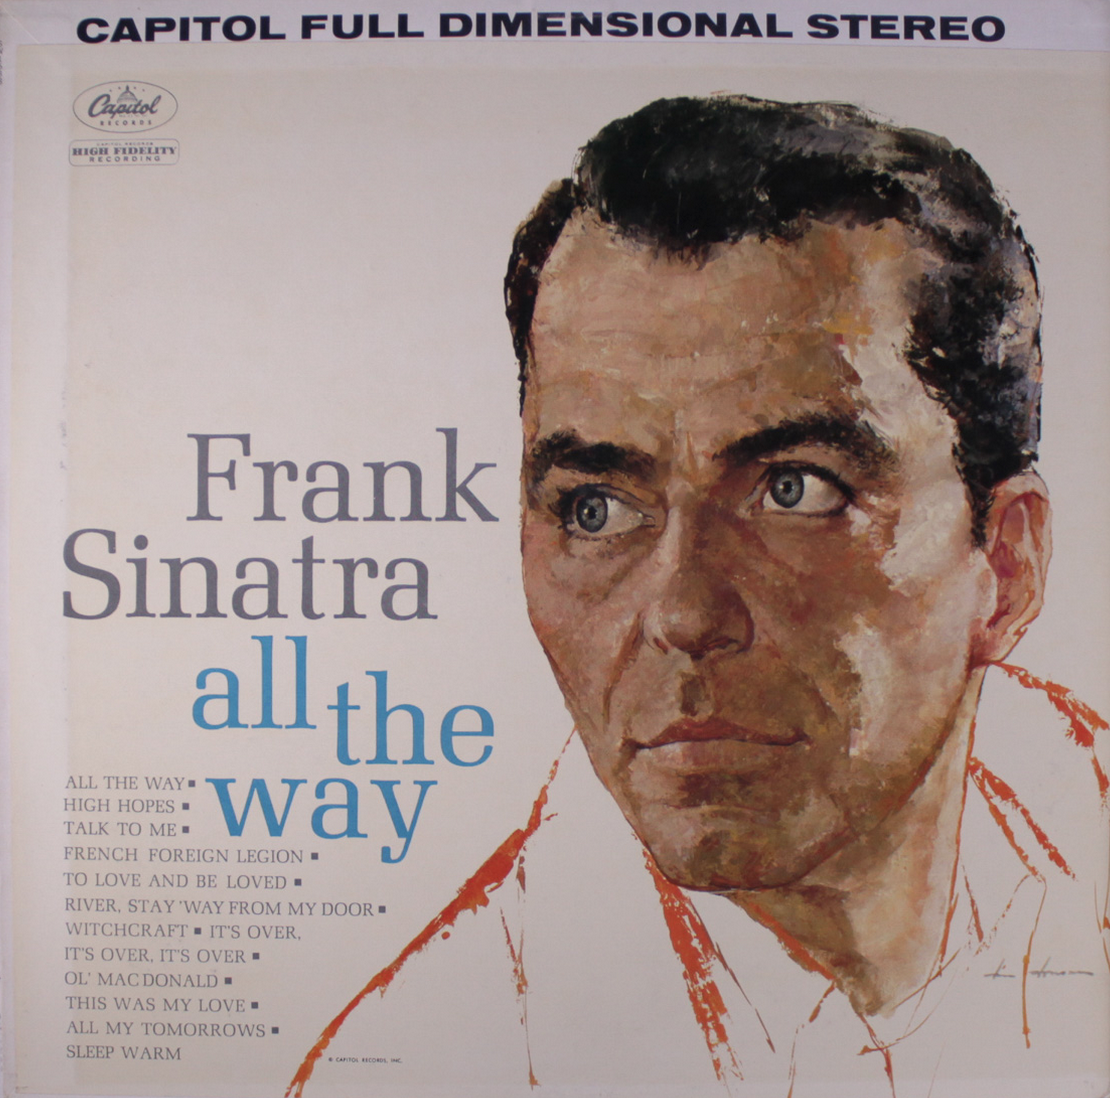 CAPITOL FULL DIMENSIONAL STEREO
Capitol
RECORDS
CAPITOL RECORDS
HIGH FIDELITY
RECORDING
Frank
Sinatra
all the
way
ALL THE WAY ▪
HIGH HOPES ▪
TALK TO ME ▪
FRENCH FOREIGN LEGION ▪
TO LOVE AND BE LOVED ▪
RIVER, STAY 'WAY FROM MY DOOR ▪
WITCHCRAFT ▪ IT'S OVER,
IT'S OVER, IT'S OVER ▪
OL' MACDONALD ▪
THIS WAS MY LOVE ▪
ALL MY TOMORROWS ▪
SLEEP WARM
© CAPITOL RECORDS, INC.